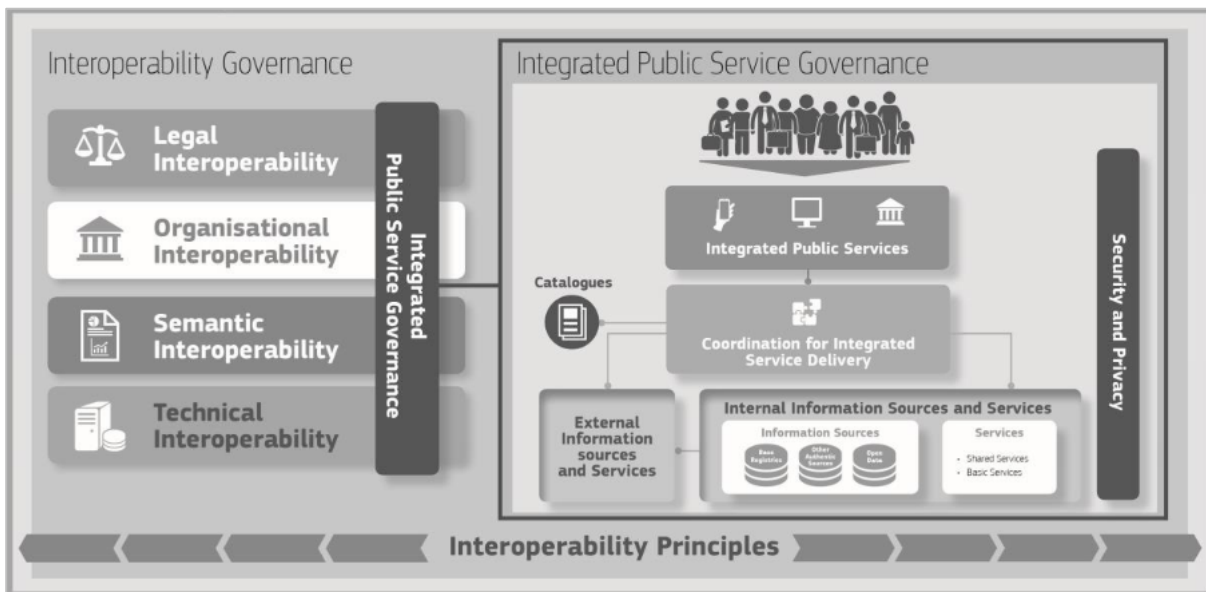 Interoperability Governance
Legal
Interoperability
Organisational
Interoperability
Semantic
Interoperability
Technical
Interoperability
Integrated
Public Service Governance
Integrated Public Service Governance
Integrated Public Services
Catalogues
Coordination for Integrated
Service Delivery
External
Information
sources
and Services
Internal Information Sources and Services
Information Sources
Base
Registries
Other
Authentic
Sources
Open
Data
Services
• Shared Services
• Basic Services
Security and Privacy
Interoperability Principles